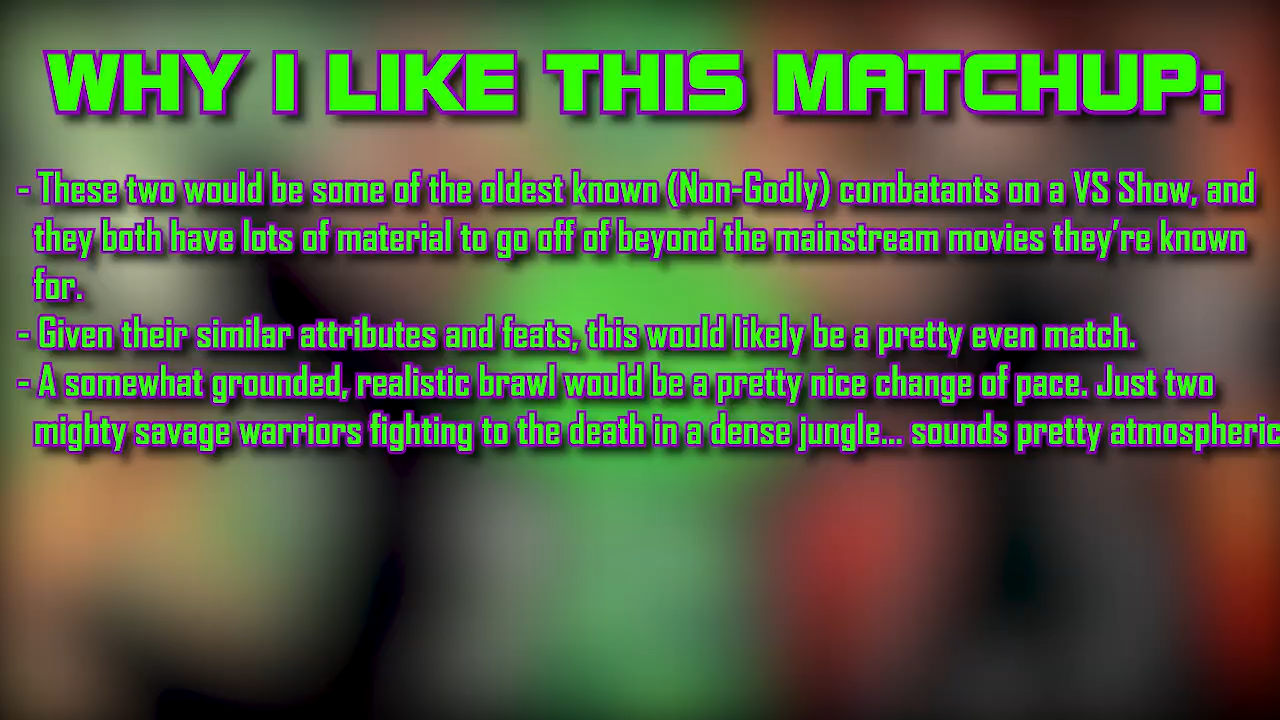 WHY I LIKE THIS MATCHUP:
- These two would be some of the oldest known (Non-Godly) combatants on a VS Show, and
they both have lots of material to go off of beyond the mainstream movies they're known
for.
- Given their similar attributes and feats, this would likely be a pretty even match.
- A somewhat grounded, realistic brawl would be a pretty nice change of pace. Just two
mighty savage warriors fighting to the death in a dense jungle... sounds pretty atmospheric